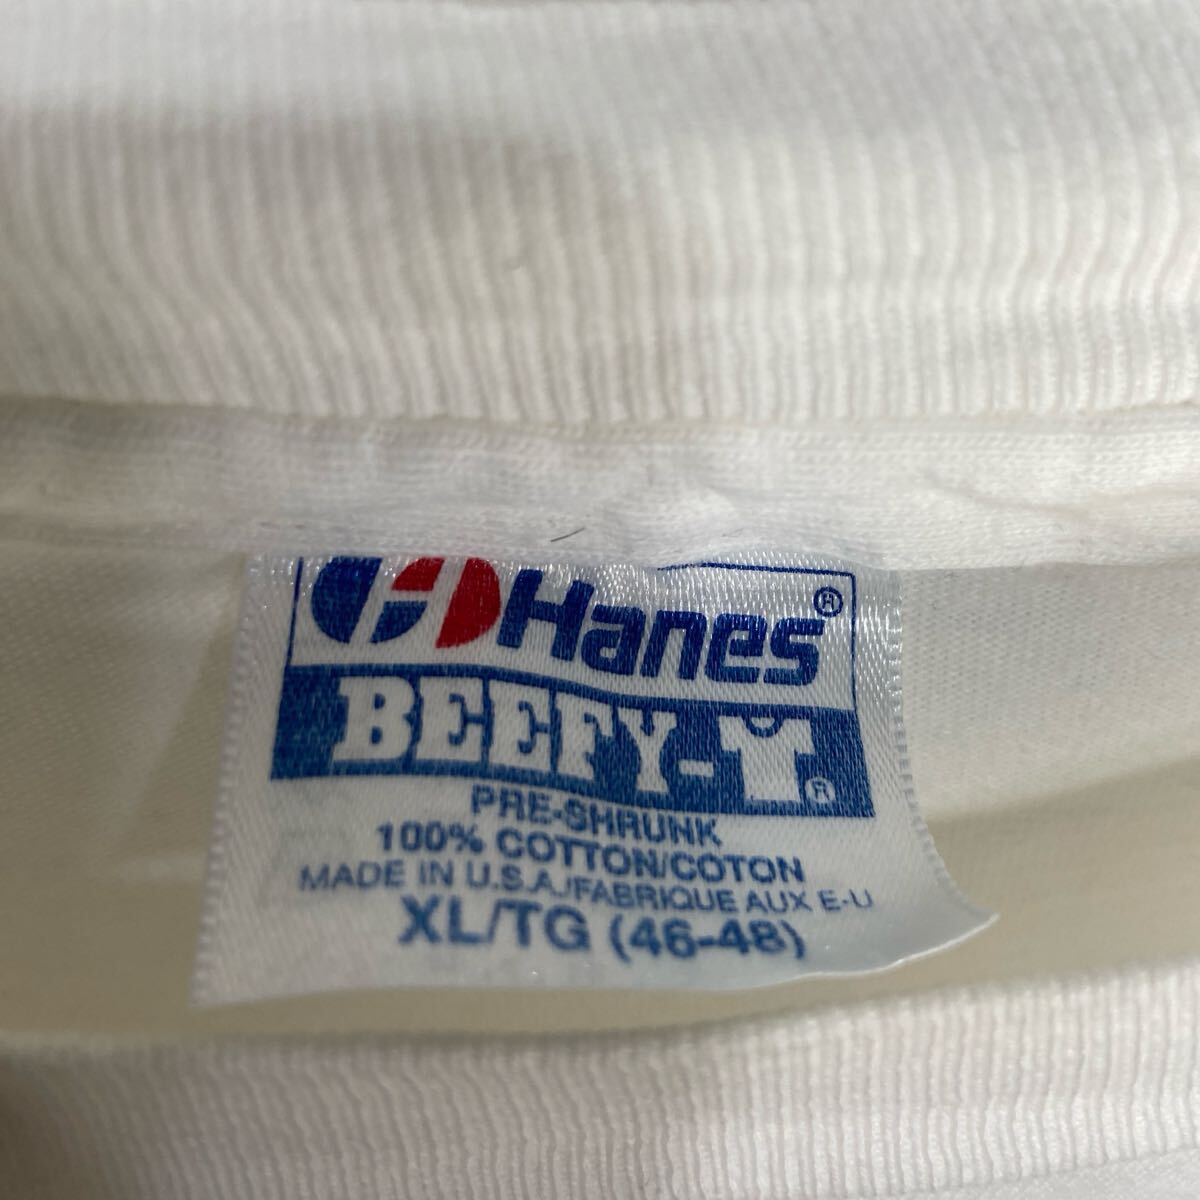 Hanes®
BEEFY-T®
PRE-SHRUNK
100% COTTON/COTON
MADE IN U.S.A./FABRIQUE AUX E-U
XL/TG (46-48)